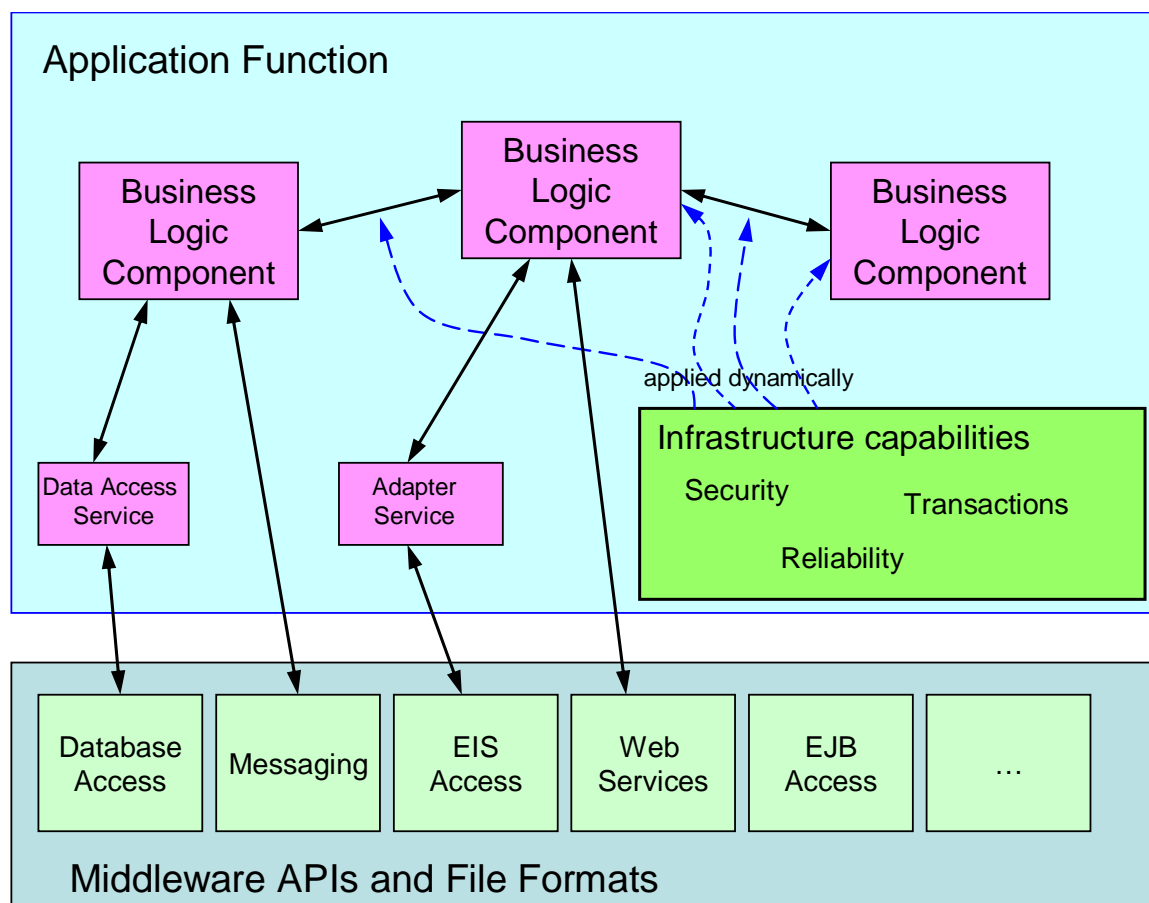 Application Function
Business
Logic
Component
Business
Logic
Component
Business
Logic
Component
applied dynamically
Infrastructure capabilities
Security
Transactions
Reliability
Data Access
Service
Adapter
Service
Database
Access
Messaging
EIS
Access
Web
Services
EJB
Access
…
Middleware APIs and File Formats